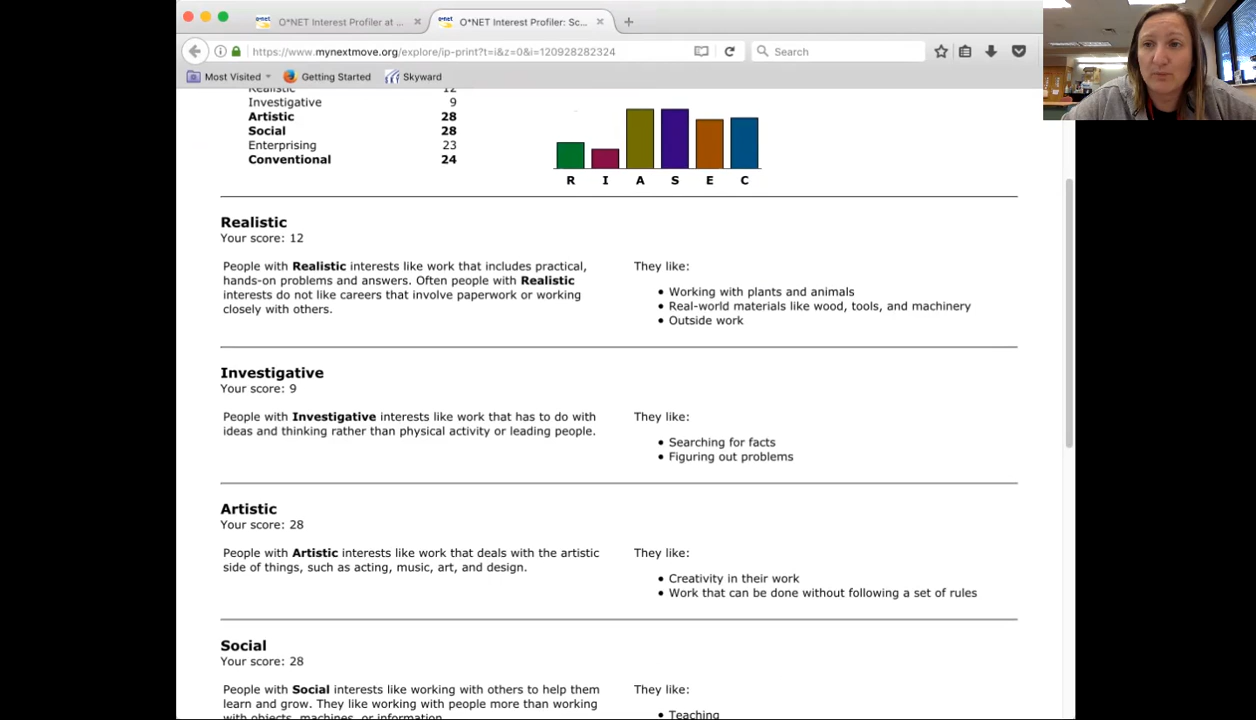 O*NET Interest Profiler at ...
O*NET Interest Profiler: Sc...
https://www.mynextmove.org/explore/ip-print?t=i&z=0&i=120928282324
Search
Most Visited
Getting Started
Skyward
Realistic 12
Investigative 9
Artistic 28
Social 28
Enterprising 23
Conventional 24
R I A S E C
Realistic
Your score: 12
People with Realistic interests like work that includes practical,
hands-on problems and answers. Often people with Realistic
interests do not like careers that involve paperwork or working
closely with others.
They like:
• Working with plants and animals
• Real-world materials like wood, tools, and machinery
• Outside work
Investigative
Your score: 9
People with Investigative interests like work that has to do with
ideas and thinking rather than physical activity or leading people.
They like:
• Searching for facts
• Figuring out problems
Artistic
Your score: 28
People with Artistic interests like work that deals with the artistic
side of things, such as acting, music, art, and design.
They like:
• Creativity in their work
• Work that can be done without following a set of rules
Social
Your score: 28
People with Social interests like working with others to help them
learn and grow. They like working with people more than working
with objects, machines, or information.
They like:
• Teaching